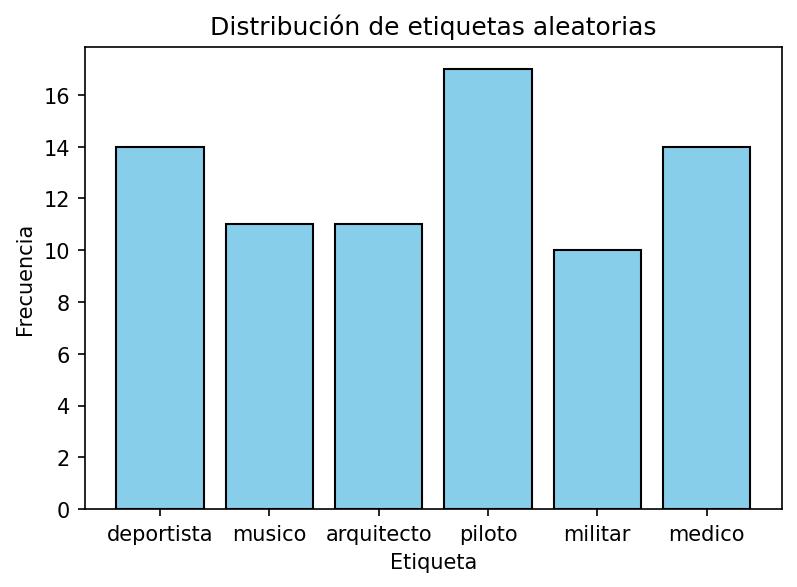 Distribución de etiquetas aleatorias
Frecuencia
16
14
12
10
8
6
4
2
0
deportista musico arquitecto piloto militar medico
Etiqueta